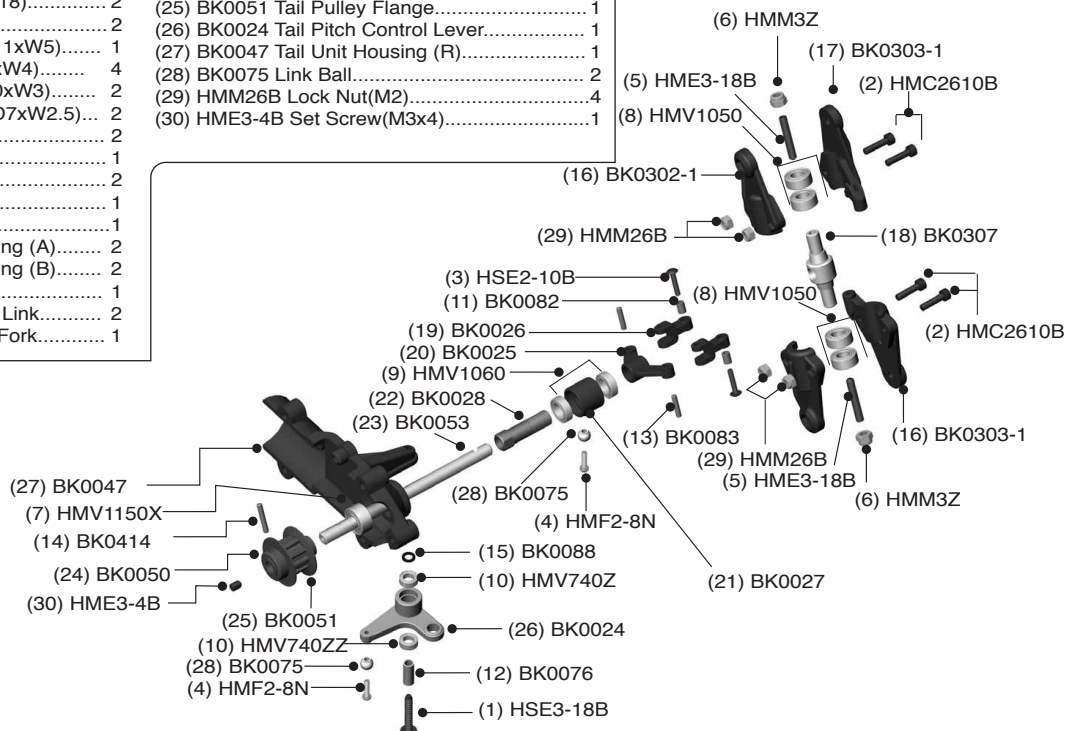 18)............ 2
.................. 2
1xW5)....... 1
xW4)........ 4
0xW3)........ 2
D7xW2.5)... 2
.................. 2
.................. 1
.................. 2
.................. 1
..................1
ng (A)........ 2
ng (B)........ 2
.................. 1
Link........... 2
Fork............ 1
(25) BK0051 Tail Pulley Flange........................... 1
(26) BK0024 Tail Pitch Control Lever.................. 1
(27) BK0047 Tail Unit Housing (R)...................... 1
(28) BK0075 Link Ball......................................... 2
(29) HMM26B Lock Nut(M2)...............................4
(30) HME3-4B Set Screw(M3x4).........................1
(6) HMM3Z
(17) BK0303-1
(5) HME3-18B
(2) HMC2610B
(8) HMV1050
(16) BK0302-1
(29) HMM26B
(18) BK0307
(3) HSE2-10B
(8) HMV1050
(11) BK0082
(19) BK0026
(2) HMC2610B
(20) BK0025
(9) HMV1060
(22) BK0028
(23) BK0053
(13) BK0083
(16) BK0303-1
(29) HMM26B
(5) HME3-18B
(6) HMM3Z
(27) BK0047
(28) BK0075
(7) HMV1150X
(4) HMF2-8N
(14) BK0414
(15) BK0088
(24) BK0050
(10) HMV740Z
(21) BK0027
(30) HME3-4B
(25) BK0051
(26) BK0024
(10) HMV740ZZ
(28) BK0075
(12) BK0076
(4) HMF2-8N
(1) HSE3-18B